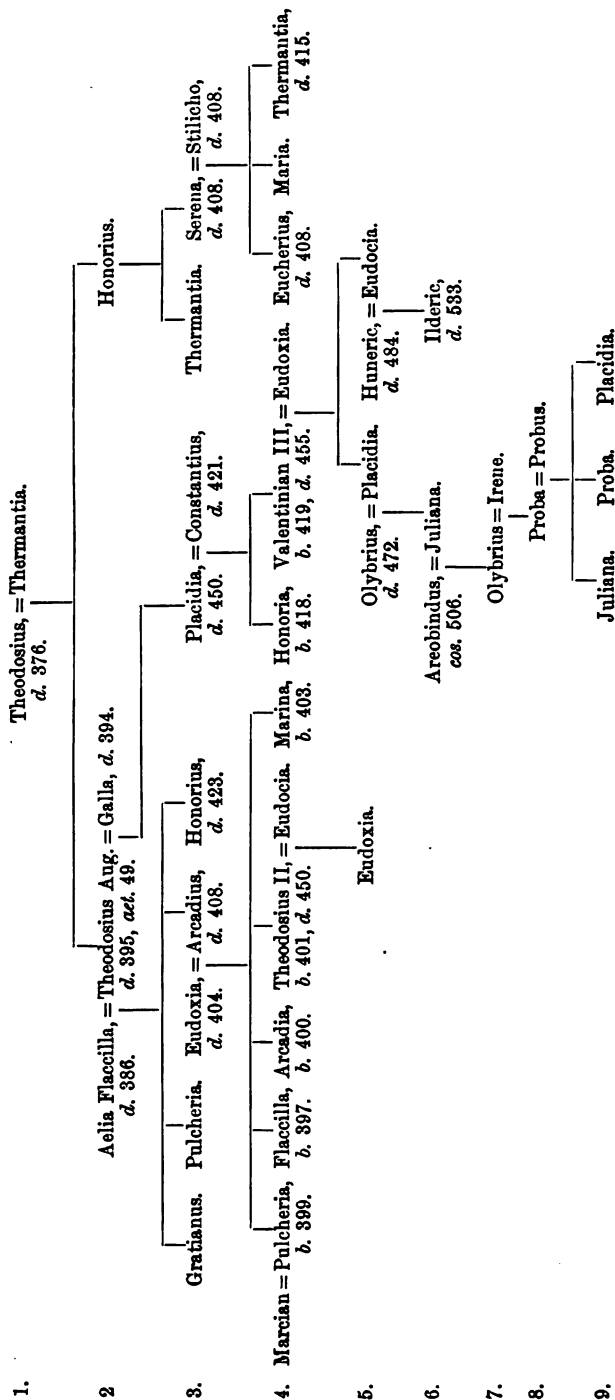 1. Theodosius, = Thermantia.
d. 376.
2 Aelia Flaccilla, = Theodosius Aug. = Galla, d. 394. Honorius.
d. 386. d. 395, aet. 49.
3. Gratianus. Pulcheria. Eudoxia, = Arcadius, Honorius, Placidia, = Constantius, Thermantia. Serena, = Stilicho,
d. 404. d. 408. d. 423. d. 450. d. 421. d. 408. d. 408.
4. Marcian = Pulcheria, Flaccilla, Arcadia, Theodosius II, = Eudocia. Marina, Honoria, Valentinian III, = Eudoxia. Eucherius, Maria. Thermantia,
b. 399. b. 397. b. 400. b. 401, d. 450. b. 403. b. 418. b. 419, d. 455. d. 408. d. 415.
5. Eudoxia. Olybrius, = Placidia. Huneric, = Eudocia.
d. 472. d. 484.
6. Areobindus, = Juliana. Ilderic,
cos. 506. d. 533.
7. Olybrius = Irene.
8. Proba = Probus.
9. Juliana. Proba. Placidia.